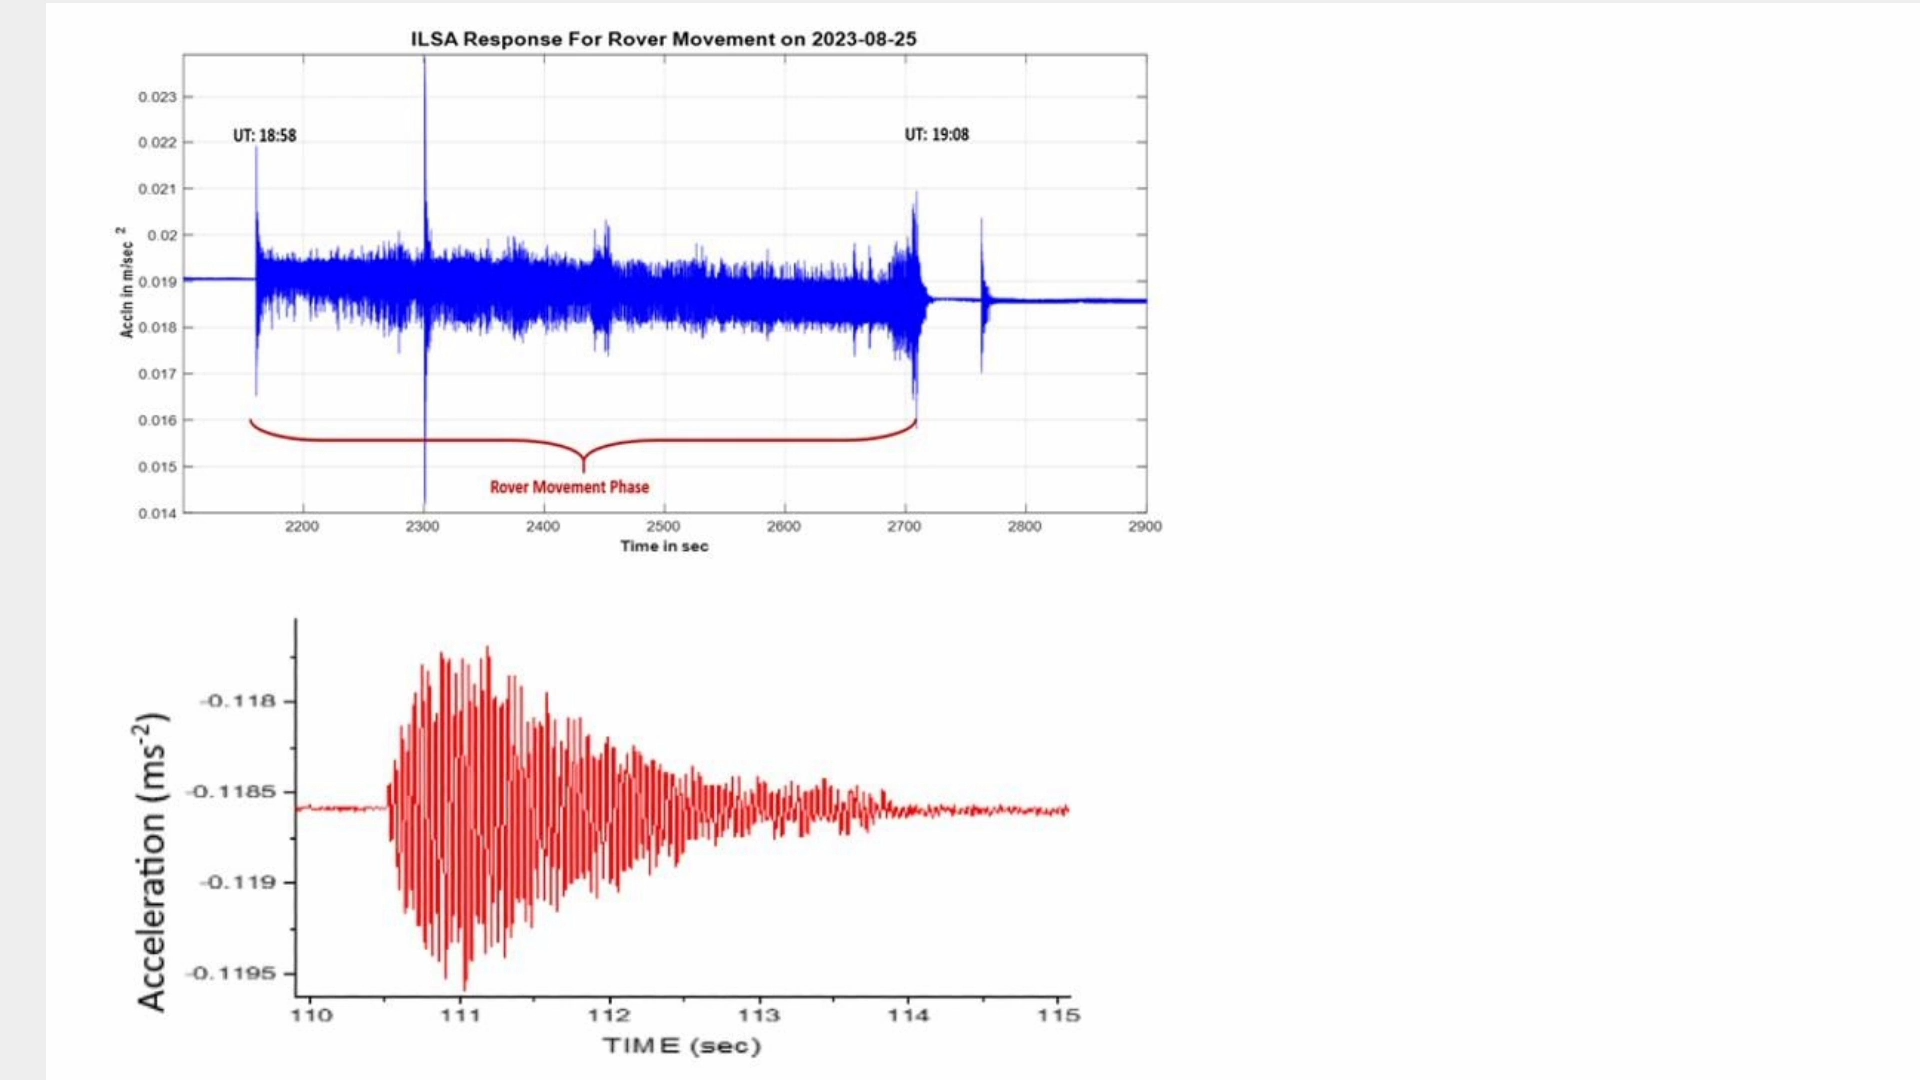 ILSA Response For Rover Movement on 2023-08-25
0.023
UT: 18:58
UT: 19:08
0.022
0.021
0.02
0.019
0.018
0.017
0.016
0.015
0.014
Accln in m/sec 2
Rover Movement Phase
2200 2300 2400 2500 2600 2700 2800 2900
Time in sec
-0.118
-0.1185
-0.119
-0.1195
Acceleration (ms-2)
110 111 112 113 114 115
TIME (sec)